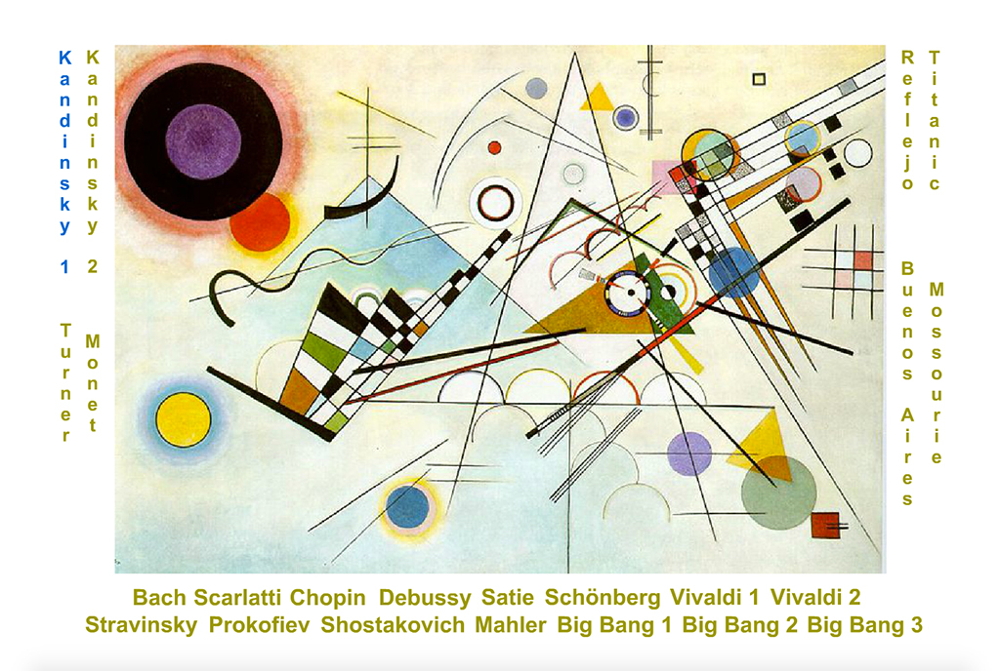 Kandinsky 1
Kandinsky 2
Turner
Monet
Reflejo
Titanic
Buenos Aires
Mossourie
Bach Scarlatti Chopin Debussy Satie Schönberg Vivaldi 1 Vivaldi 2
Stravinsky Prokofiev Shostakovich Mahler Big Bang 1 Big Bang 2 Big Bang 3